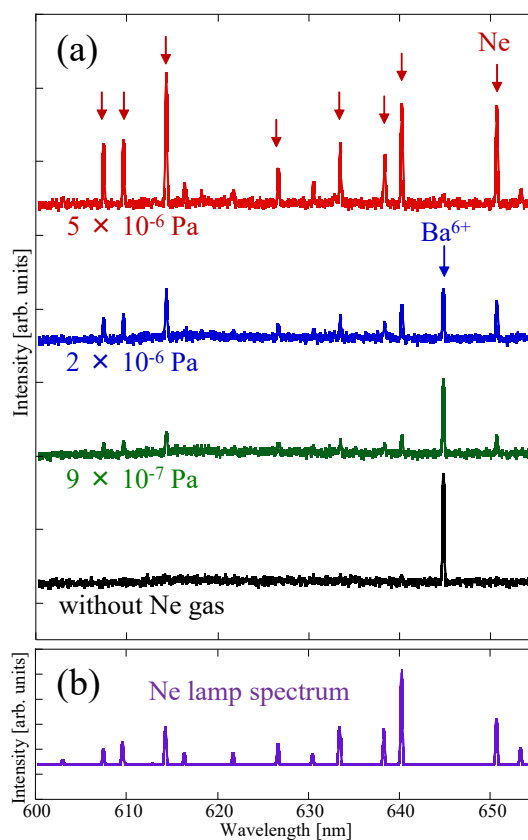 (a)
Ne
5 × 10⁻⁶ Pa
Ba⁶⁺
2 × 10⁻⁶ Pa
9 × 10⁻⁷ Pa
without Ne gas
Intensity [arb. units]
(b)
Ne lamp spectrum
Intensity [arb. units]
600 610 620 630 640 650
Wavelength [nm]